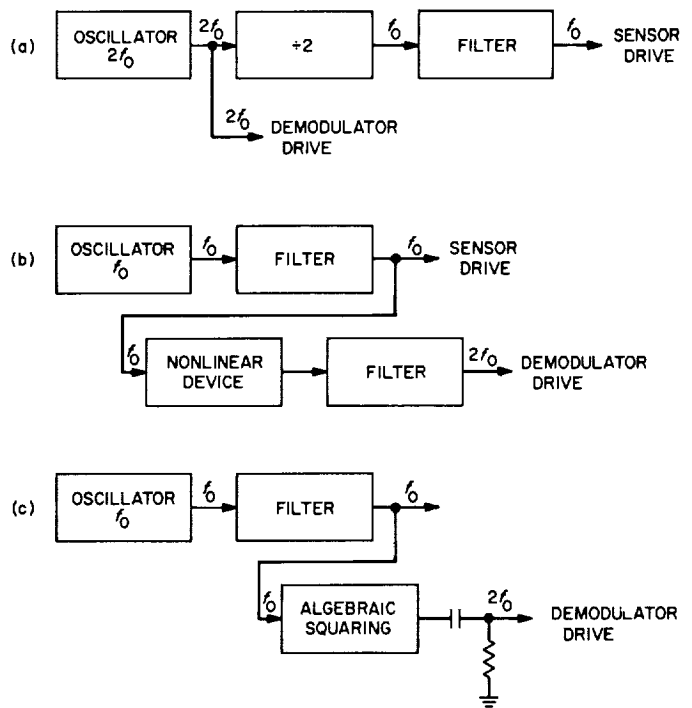 (a)
OSCILLATOR
2f0
2f0
÷2
f0
FILTER
f0
SENSOR
DRIVE
2f0
DEMODULATOR
DRIVE
(b)
OSCILLATOR
f0
f0
FILTER
f0
SENSOR
DRIVE
f0
NONLINEAR
DEVICE
FILTER
2f0
DEMODULATOR
DRIVE
(c)
OSCILLATOR
f0
f0
FILTER
f0
f0
ALGEBRAIC
SQUARING
2f0
DEMODULATOR
DRIVE